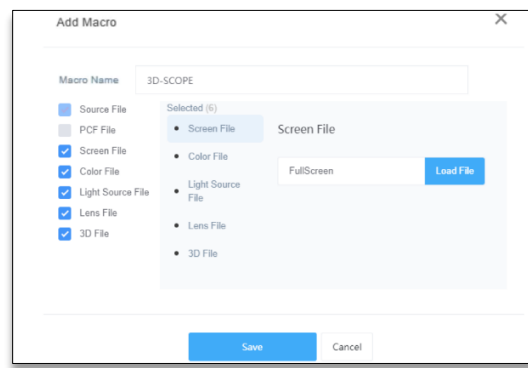 Add Macro
Macro Name 3D-SCOPE
Source File
PCF File
Screen File
Color File
Light Source File
Lens File
3D File
Selected (6)
Screen File
Color File
Light Source
File
Lens File
3D File
Screen File
FullScreen Load File
Save Cancel